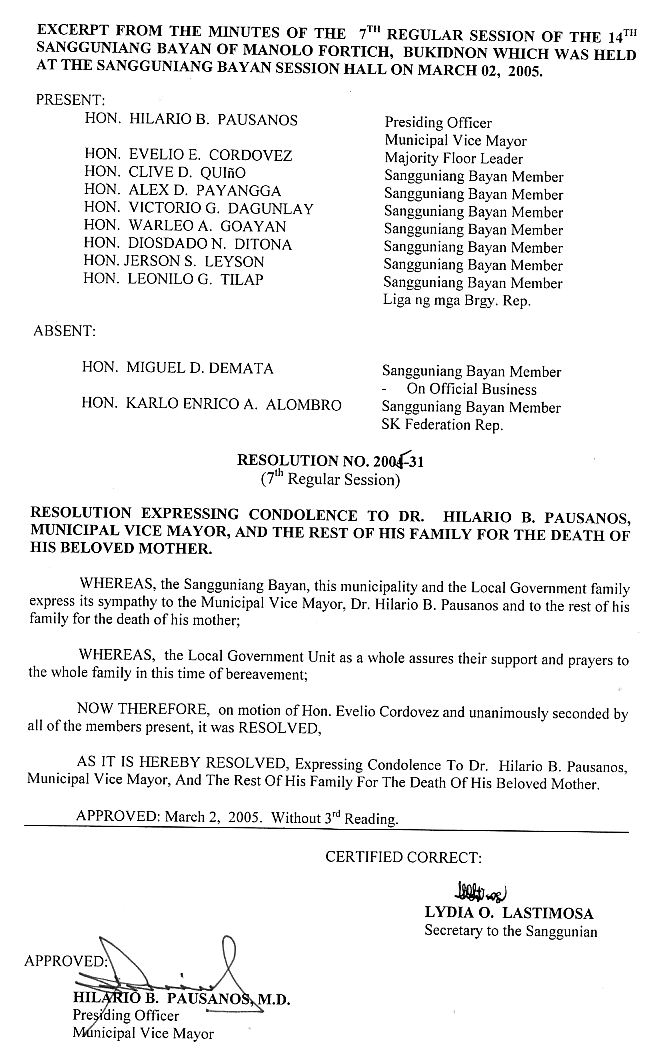 EXCERPT FROM THE MINUTES OF THE 7TH REGULAR SESSION OF THE 14TH
SANGGUNIANG BAYAN OF MANOLO FORTICH, BUKIDNON WHICH WAS HELD
AT THE SANGGUNIANG BAYAN SESSION HALL ON MARCH 02, 2005.
PRESENT:
HON. HILARIO B. PAUSANOS Presiding Officer
Municipal Vice Mayor
HON. EVELIO E. CORDOVEZ Majority Floor Leader
HON. CLIVE D. QUIñO Sangguniang Bayan Member
HON. ALEX D. PAYANGGA Sangguniang Bayan Member
HON. VICTORIO G. DAGUNLAY Sangguniang Bayan Member
HON. WARLEO A. GOAYAN Sangguniang Bayan Member
HON. DIOSDADO N. DITONA Sangguniang Bayan Member
HON. JERSON S. LEYSON Sangguniang Bayan Member
HON. LEONILO G. TILAP Sangguniang Bayan Member
Liga ng mga Brgy. Rep.
ABSENT:
HON. MIGUEL D. DEMATA Sangguniang Bayan Member
- On Official Business
HON. KARLO ENRICO A. ALOMBRO Sangguniang Bayan Member
SK Federation Rep.
RESOLUTION NO. 2005-31
(7th Regular Session)
RESOLUTION EXPRESSING CONDOLENCE TO DR. HILARIO B. PAUSANOS,
MUNICIPAL VICE MAYOR, AND THE REST OF HIS FAMILY FOR THE DEATH OF
HIS BELOVED MOTHER.
WHEREAS, the Sangguniang Bayan, this municipality and the Local Government family
express its sympathy to the Municipal Vice Mayor, Dr. Hilario B. Pausanos and to the rest of his
family for the death of his mother;
WHEREAS, the Local Government Unit as a whole assures their support and prayers to
the whole family in this time of bereavement;
NOW THEREFORE, on motion of Hon. Evelio Cordovez and unanimously seconded by
all of the members present, it was RESOLVED,
AS IT IS HEREBY RESOLVED, Expressing Condolence To Dr. Hilario B. Pausanos,
Municipal Vice Mayor, And The Rest Of His Family For The Death Of His Beloved Mother.
APPROVED: March 2, 2005. Without 3rd Reading.
CERTIFIED CORRECT:
LYDIA O. LASTIMOSA
Secretary to the Sanggunian
APPROVED:
HILARIO B. PAUSANOS, M.D.
Presiding Officer
Municipal Vice Mayor